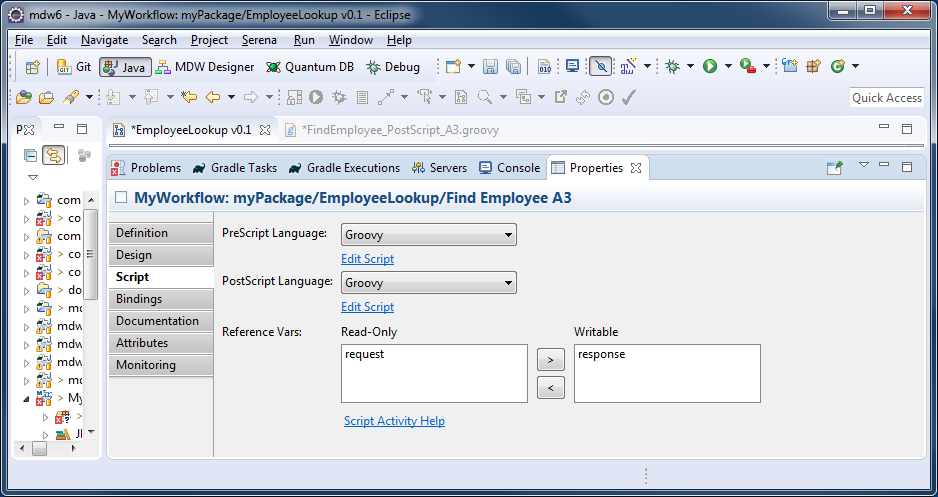 mdw6 - Java - MyWorkflow: myPackage/EmployeeLookup v0.1 - Eclipse
File Edit Navigate Search Project Serena Run Window Help
Git Java MDW Designer Quantum DB Debug
Quick Access
P
*EmployeeLookup v0.1 *FindEmployee_PostScript_A3.groovy
Problems Gradle Tasks Gradle Executions Servers Console Properties
MyWorkflow: myPackage/EmployeeLookup/Find Employee A3
com
> co
com
> co
> co
> do
> mc
mdw
mdw
mdw
> mc
> My
>
Definition
Design
Script
Bindings
Documentation
Attributes
Monitoring
PreScript Language: Groovy
Edit Script
PostScript Language: Groovy
Edit Script
Reference Vars: Read-Only Writable
request > response
<
Script Activity Help